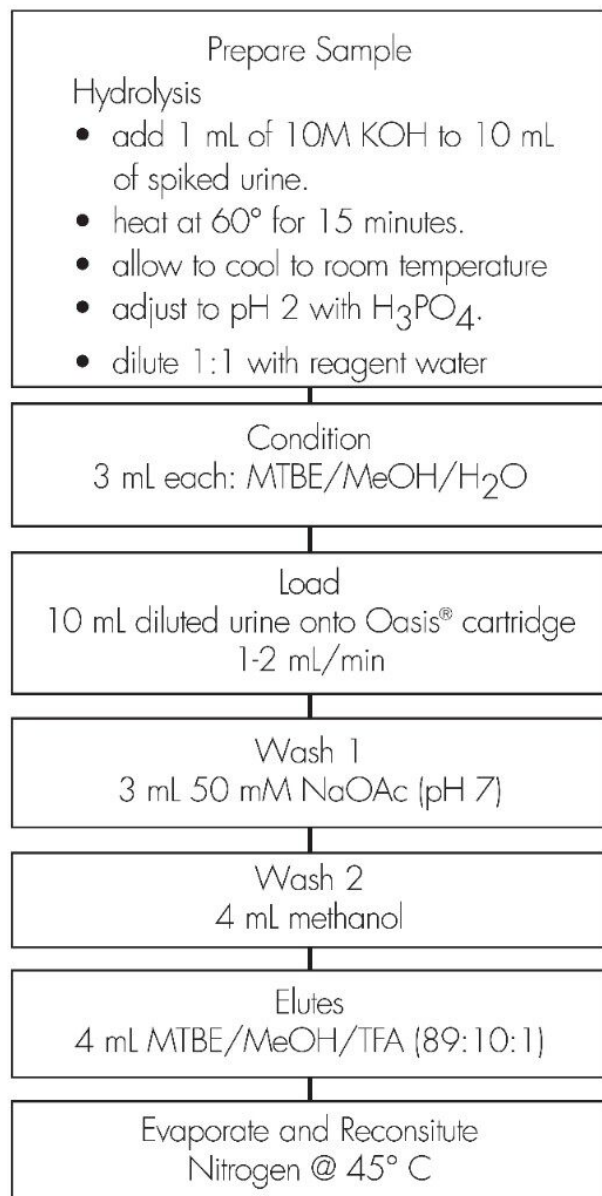 Prepare Sample
Hydrolysis
• add 1 mL of 10M KOH to 10 mL
of spiked urine.
• heat at 60° for 15 minutes.
• allow to cool to room temperature
• adjust to pH 2 with H₃PO₄.
• dilute 1:1 with reagent water
Condition
3 mL each: MTBE/MeOH/H₂O
Load
10 mL diluted urine onto Oasis® cartridge
1-2 mL/min
Wash 1
3 mL 50 mM NaOAc (pH 7)
Wash 2
4 mL methanol
Elutes
4 mL MTBE/MeOH/TFA (89:10:1)
Evaporate and Reconsitute
Nitrogen @ 45° C